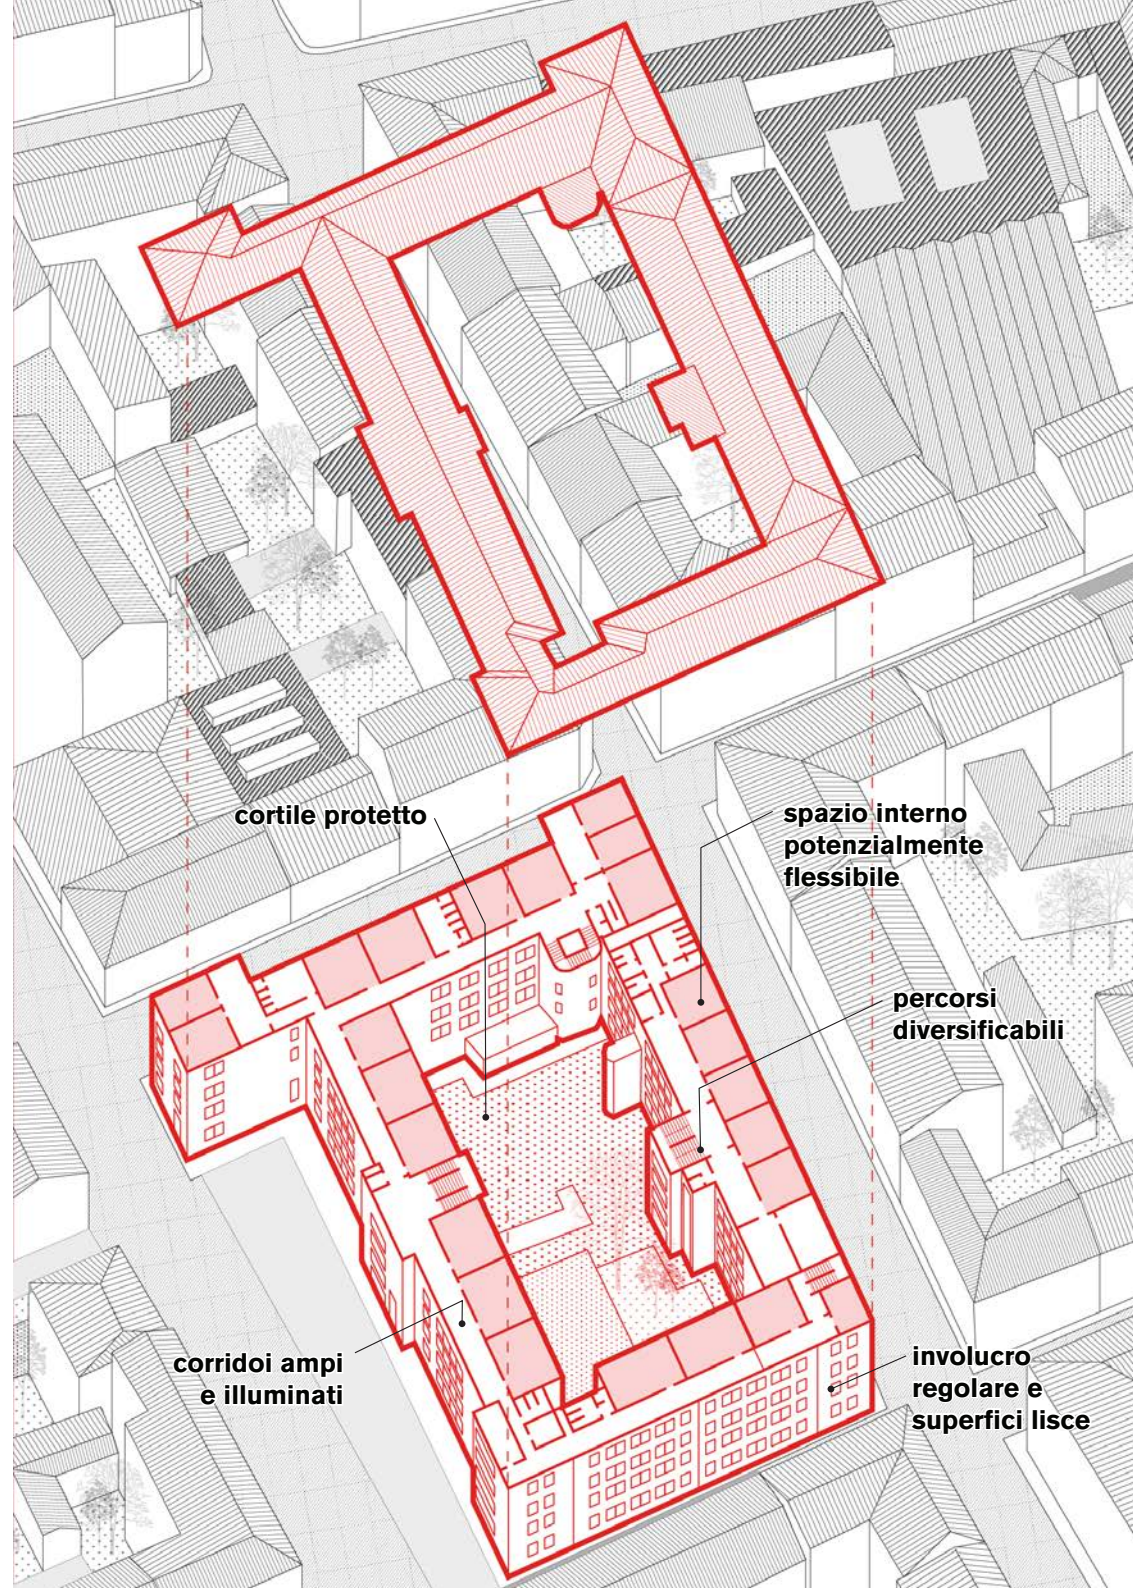 cortile protetto
spazio interno
potenzialmente
flessibile
percorsi
diversificabili
corridoi ampi
e illuminati
involucro
regolare e
superfici lisce